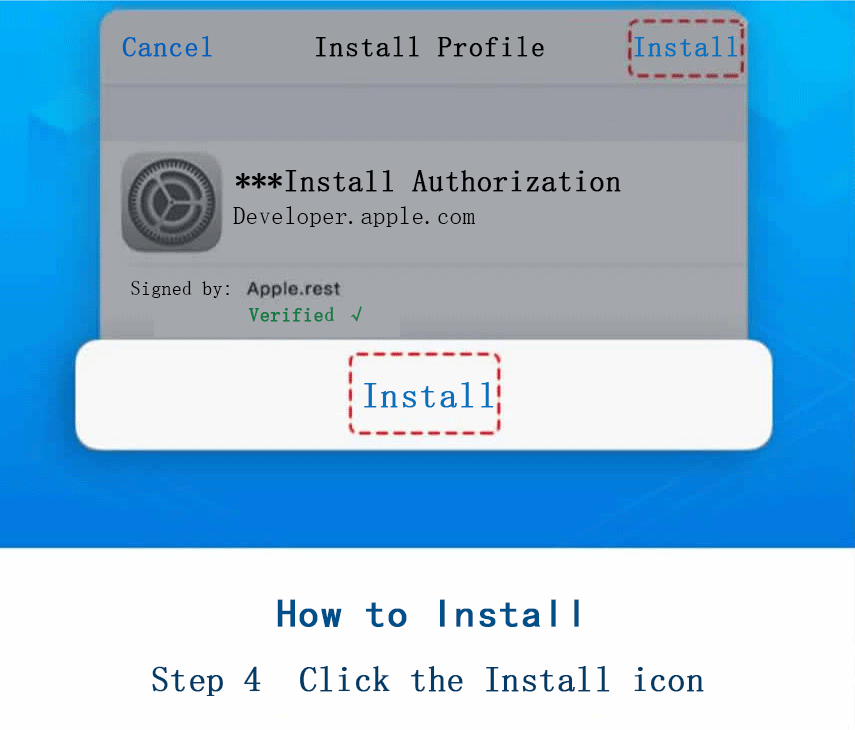 Cancel Install Profile Install
***Install Authorization
Developer.apple.com
Signed by: Apple.rest
Verified √
Install
How to Install
Step 4 Click the Install icon